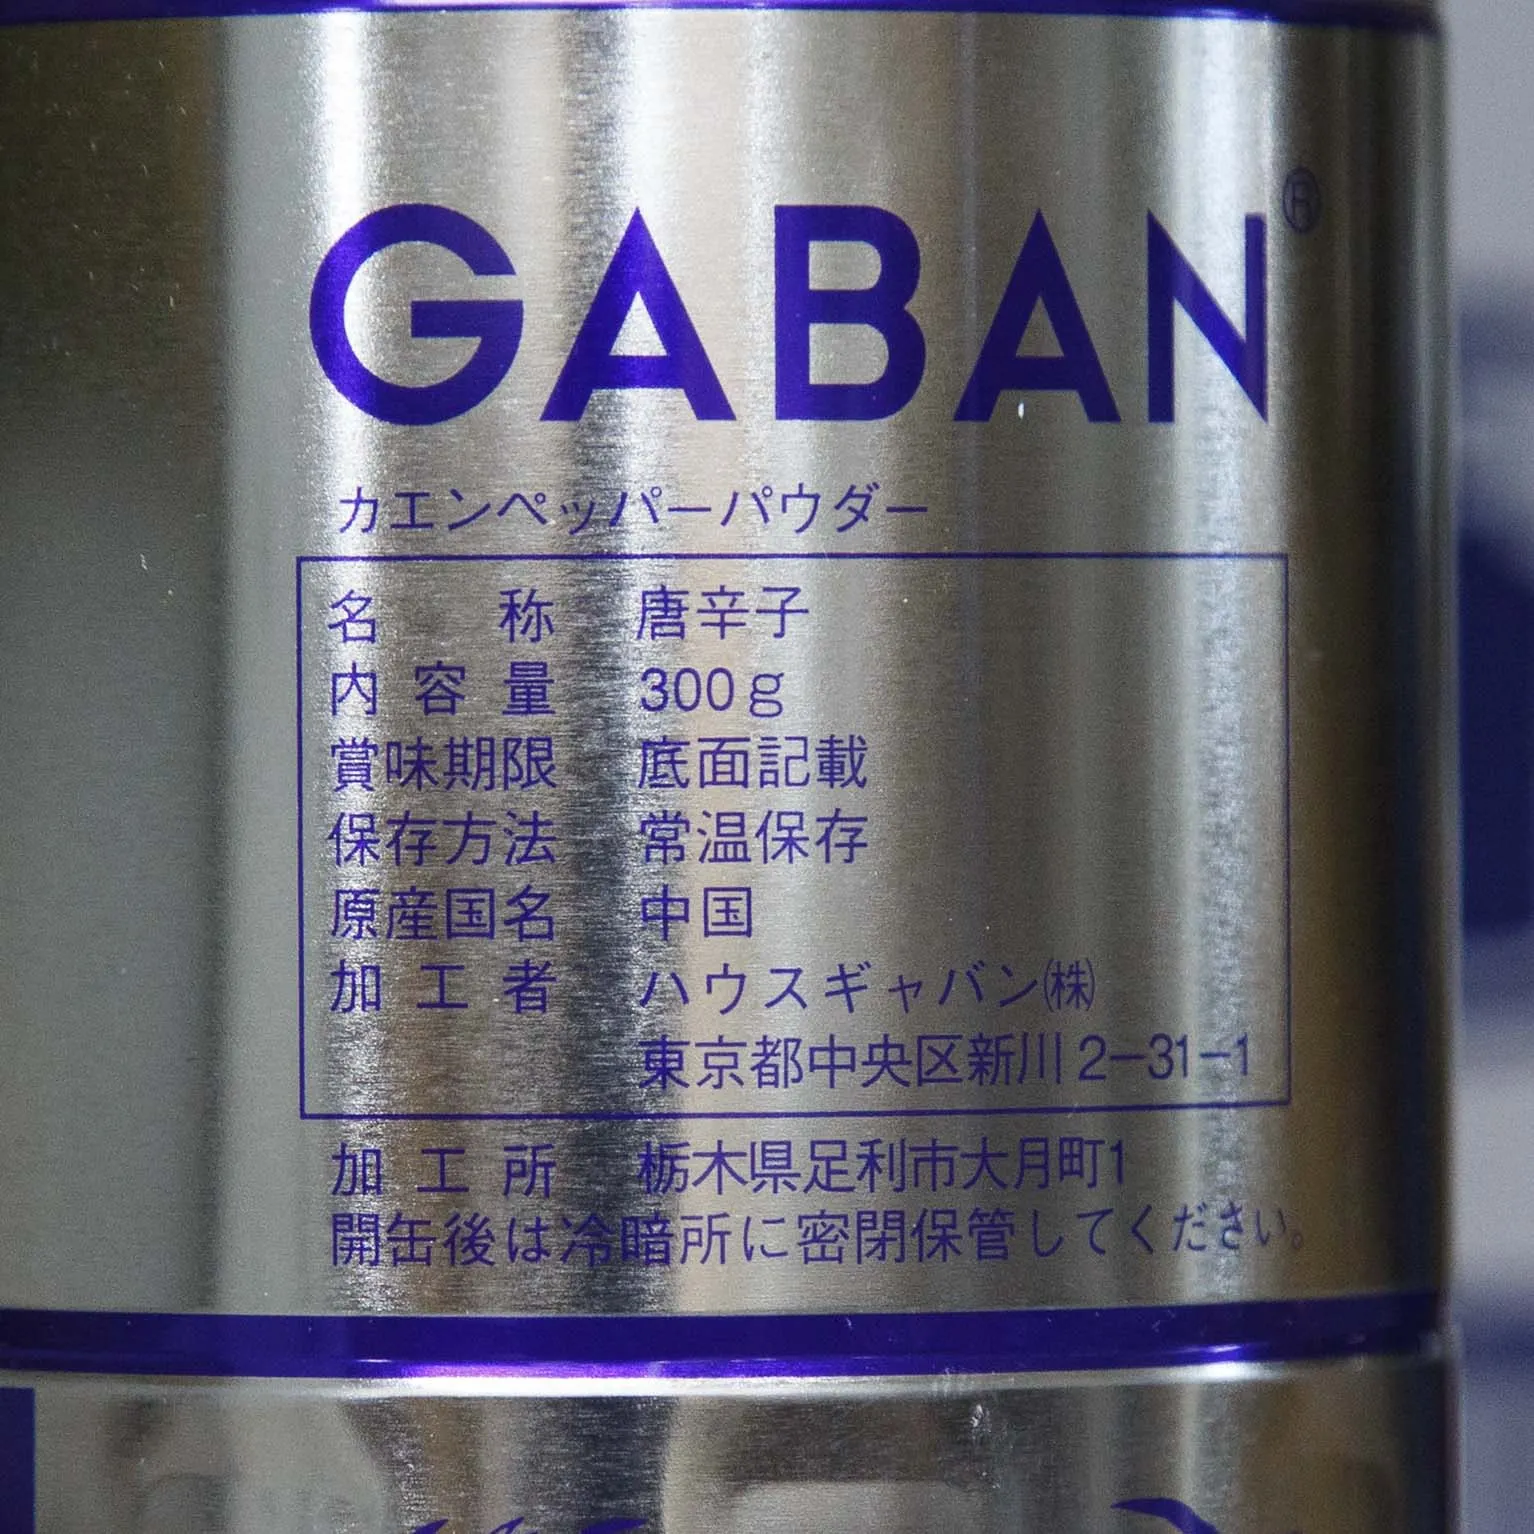 GABAN®
カエンペッパーパウダー
名称 唐辛子
内容量 300g
賞味期限 底面記載
保存方法 常温保存
原産国名 中国
加工者 ハウスギャバン㈱
東京都中央区新川2-31-1
加工所 栃木県足利市大月町1
開缶後は冷暗所に密閉保管してください。